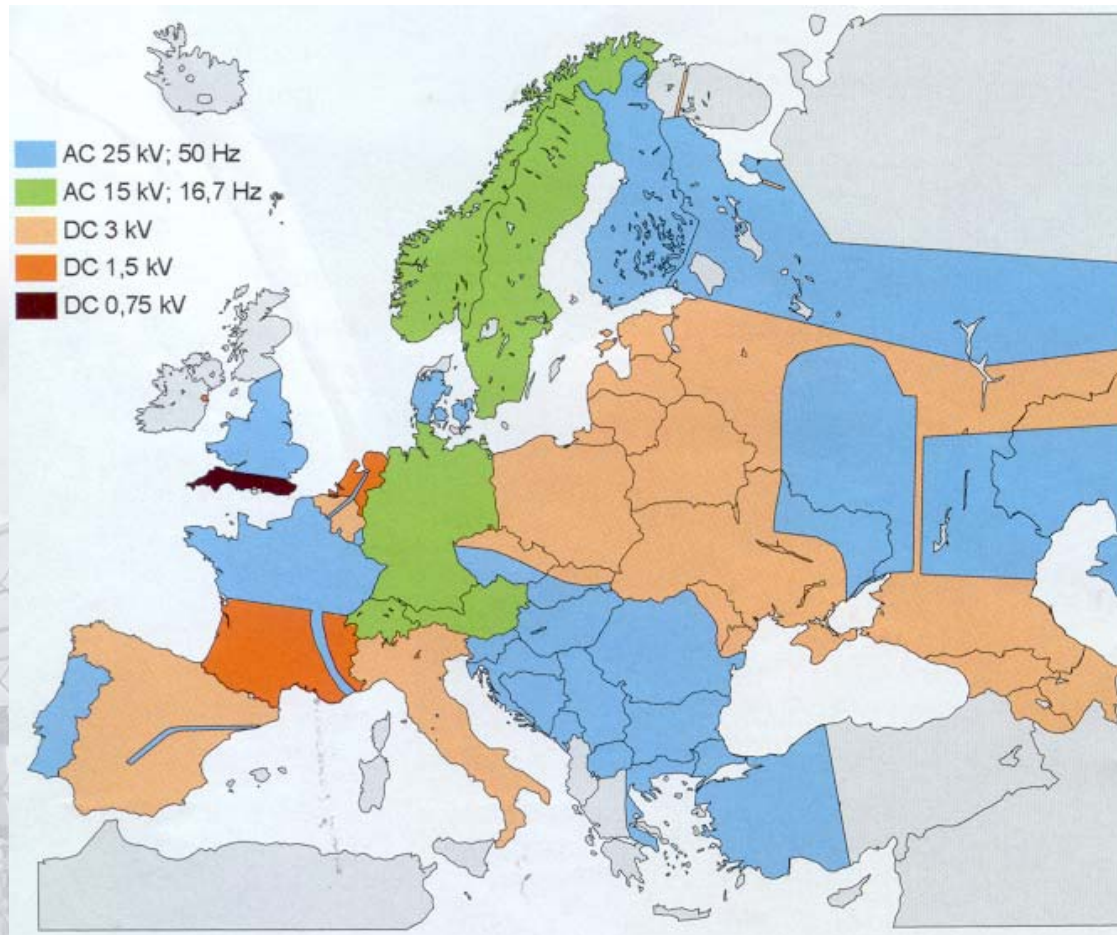 AC 25 kV; 50 Hz
AC 15 kV; 16,7 Hz
DC 3 kV
DC 1,5 kV
DC 0,75 kV